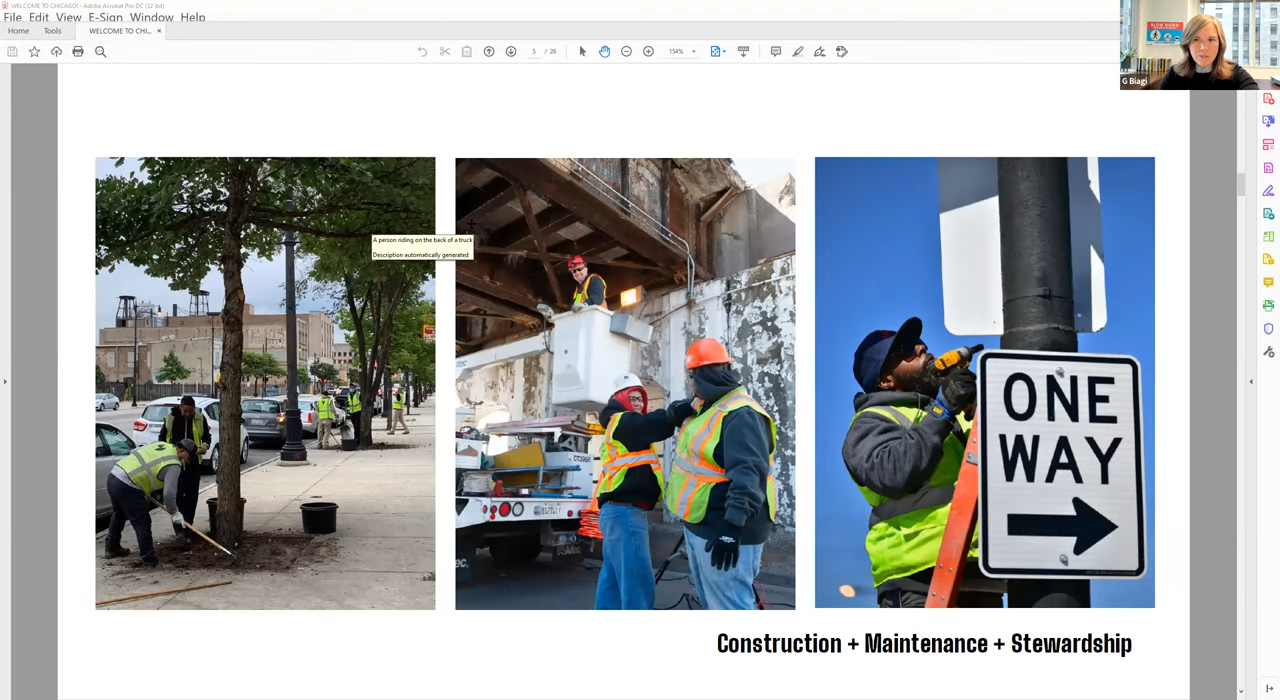 WELCOME TO CHICAGO! - Adobe Acrobat Pro DC (32-bit)
File Edit View E-Sign Window Help
Home Tools WELCOME TO CHI... ×
5 / 26
154%
SLOW DOWN
G Biagi
A person riding on the back of a truck
Description automatically generated
ONE
WAY
Construction + Maintenance + Stewardship